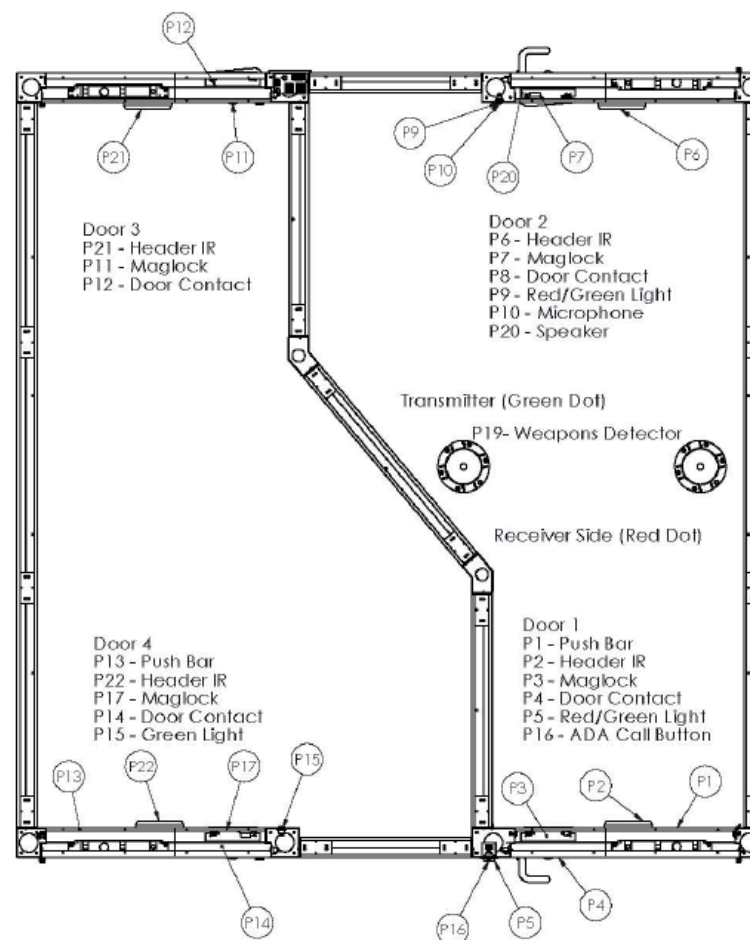 P12
P21
P11
P9
P10
P20
P7
P6
Door 3
P21 - Header IR
P11 - Maglock
P12 - Door Contact
Door 2
P6 - Header IR
P7 - Maglock
P8 - Door Contact
P9 - Red/Green Light
P10 - Microphone
P20 - Speaker
Transmitter (Green Dot)
P19- Weapons Detector
Receiver Side (Red Dot)
Door 4
P13 - Push Bar
P22 - Header IR
P17 - Maglock
P14 - Door Contact
P15 - Green Light
Door 1
P1 - Push Bar
P2 - Header IR
P3 - Maglock
P4 - Door Contact
P5 - Red/Green Light
P16 - ADA Call Button
P13
P22
P17
P15
P3
P2
P1
P14
P16
P5
P4